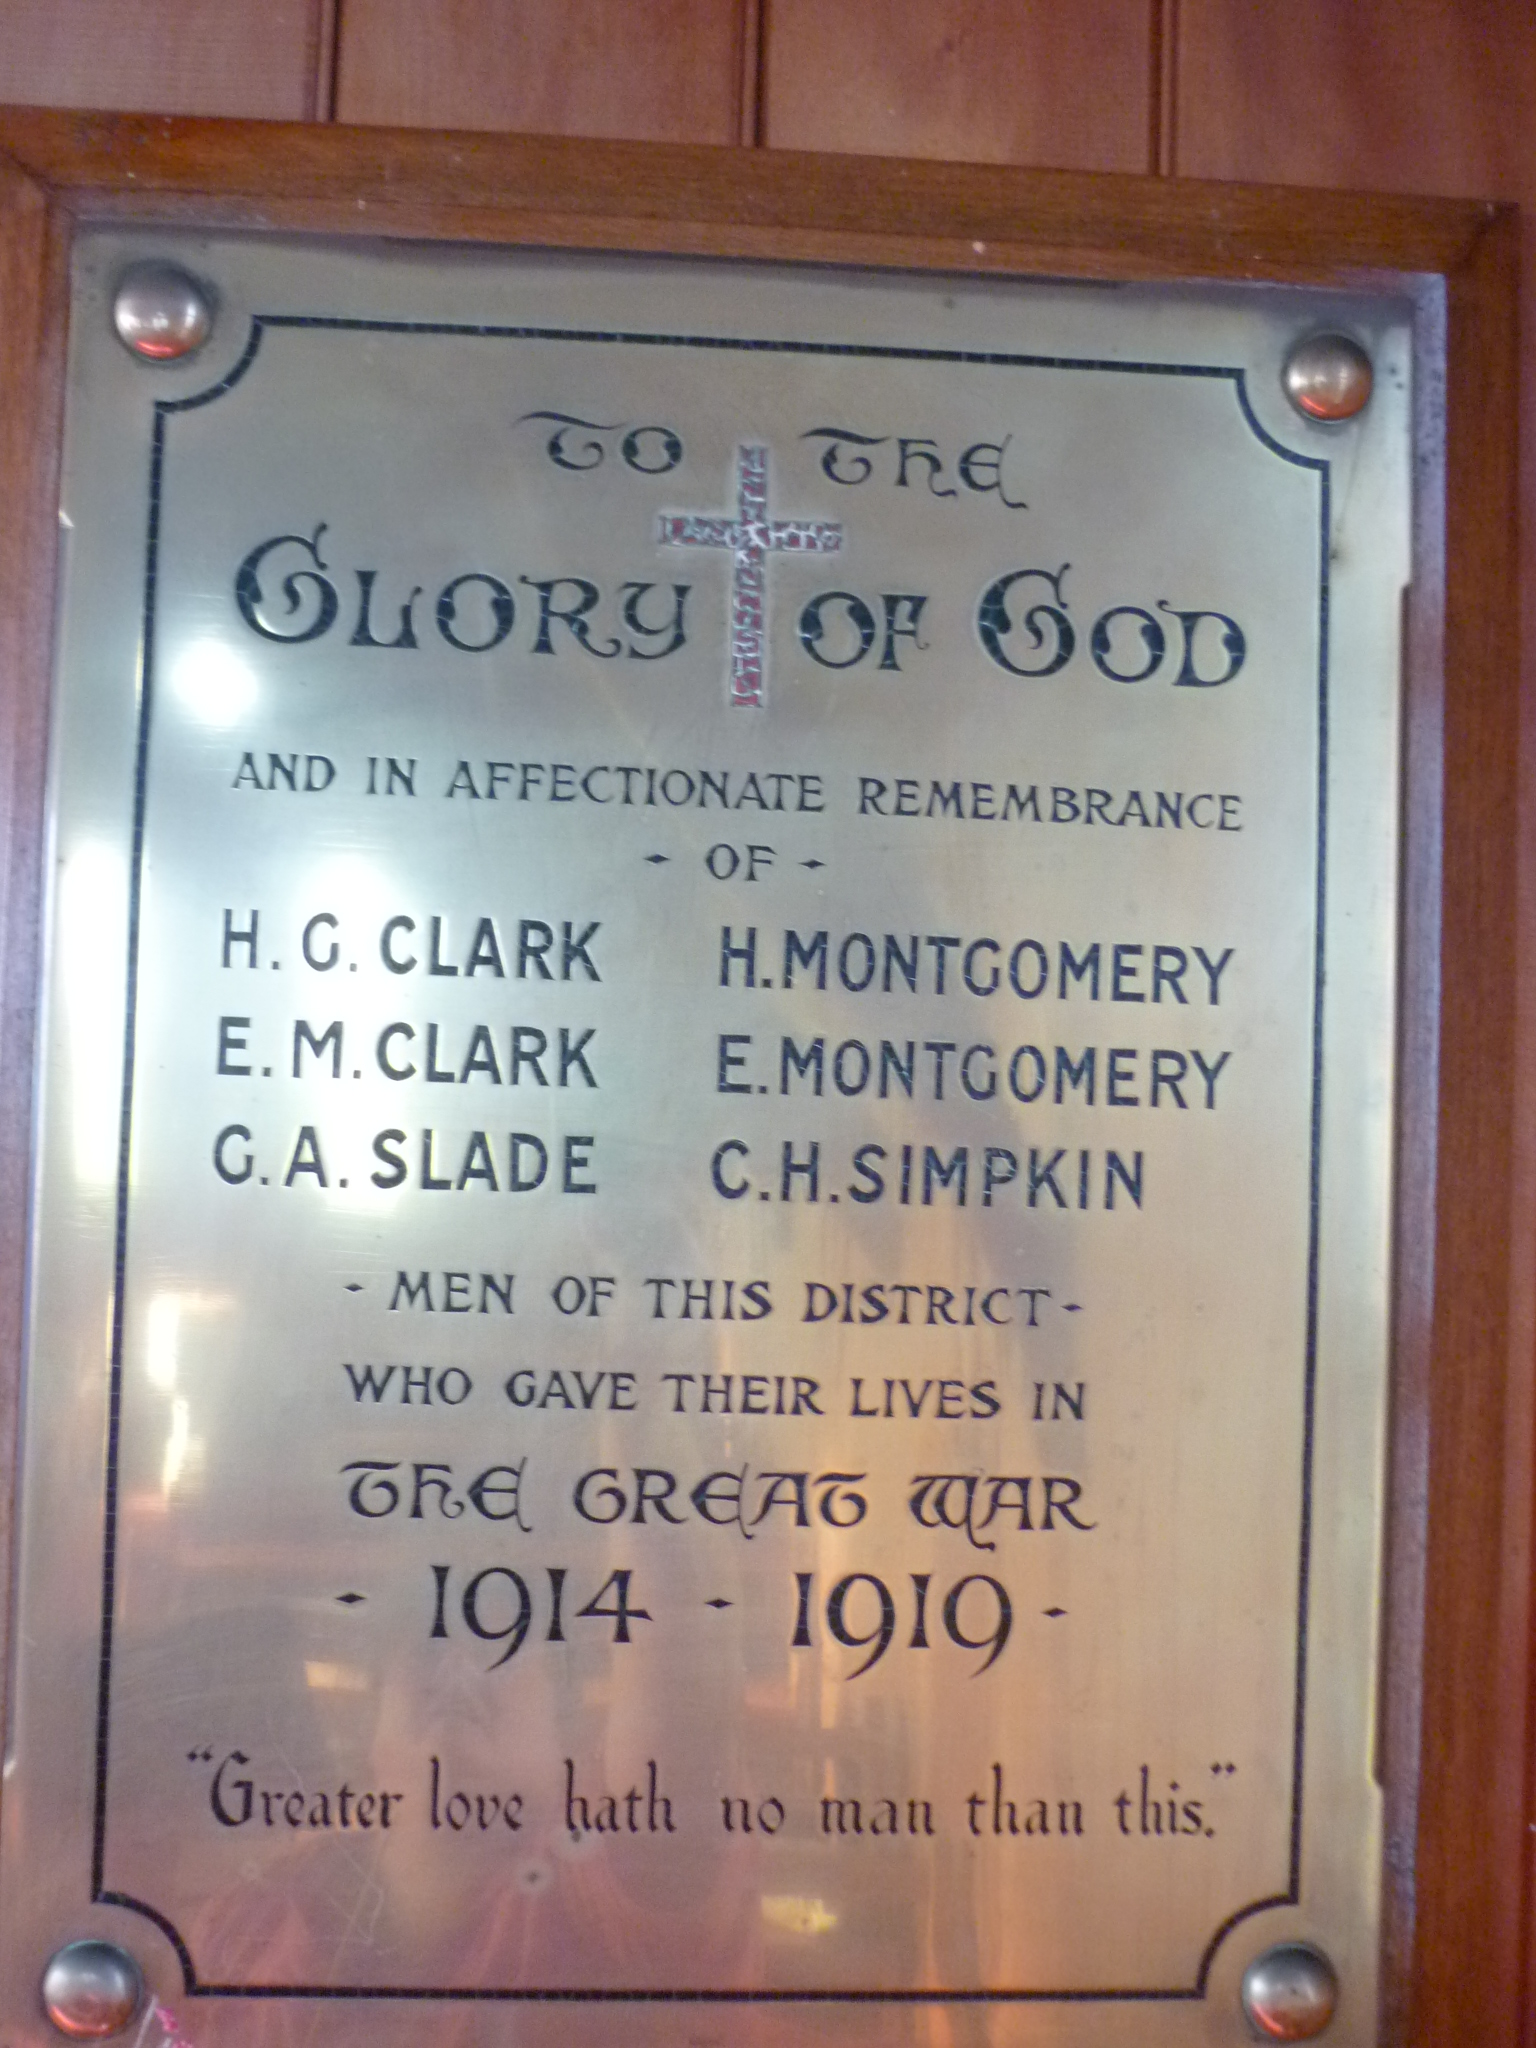 TO THE
GLORY OF GOD
AND IN AFFECTIONATE REMEMBRANCE
- OF -
H. G. CLARK H. MONTGOMERY
E. M. CLARK E. MONTGOMERY
G. A. SLADE C. H. SIMPKIN
- MEN OF THIS DISTRICT -
WHO GAVE THEIR LIVES IN
THE GREAT WAR
- 1914 - 1919 -
"Greater love hath no man than this."